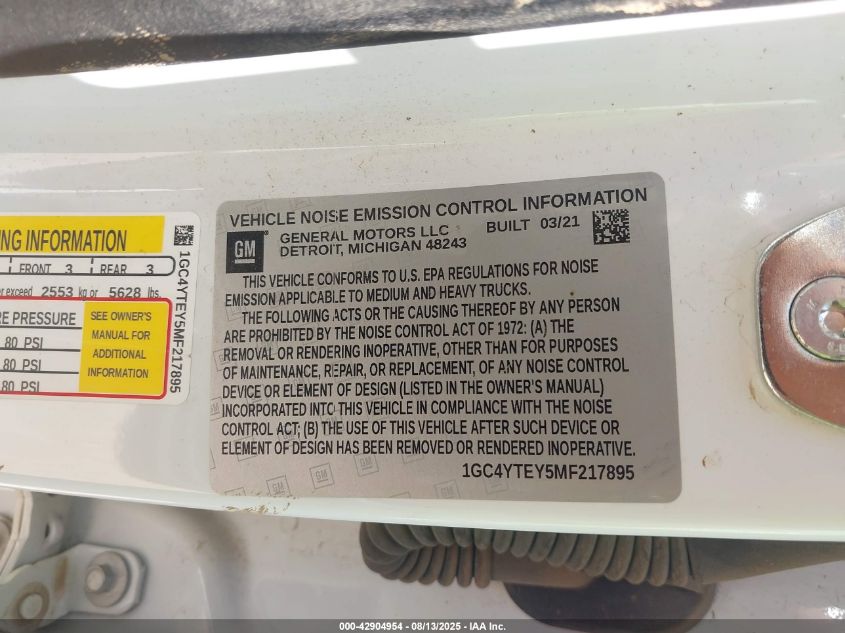 NG INFORMATION
FRONT 3 REAR 3
r exceed 2553 kg or 5628 lbs
RE PRESSURE
80 PSI
80 PSI
80 PSI
SEE OWNER'S
MANUAL FOR
ADDITIONAL
INFORMATION
1GC4YTEY5MF217895
VEHICLE NOISE EMISSION CONTROL INFORMATION
GM
GENERAL MOTORS LLC BUILT 03/21
DETROIT, MICHIGAN 48243
THIS VEHICLE CONFORMS TO U.S. EPA REGULATIONS FOR NOISE
EMISSION APPLICABLE TO MEDIUM AND HEAVY TRUCKS.
THE FOLLOWING ACTS OR THE CAUSING THEREOF BY ANY PERSON
ARE PROHIBITED BY THE NOISE CONTROL ACT OF 1972: (A) THE
REMOVAL OR RENDERING INOPERATIVE, OTHER THAN FOR PURPOSES
OF MAINTENANCE, REPAIR, OR REPLACEMENT, OF ANY NOISE CONTROL
DEVICE OR ELEMENT OF DESIGN (LISTED IN THE OWNER'S MANUAL)
INCORPORATED INTO THIS VEHICLE IN COMPLIANCE WITH THE NOISE
CONTROL ACT; (B) THE USE OF THIS VEHICLE AFTER SUCH DEVICE OR
ELEMENT OF DESIGN HAS BEEN REMOVED OR RENDERED INOPERATIVE.
1GC4YTEY5MF217895
000-42904954 - 08/13/2025 - IAA Inc.